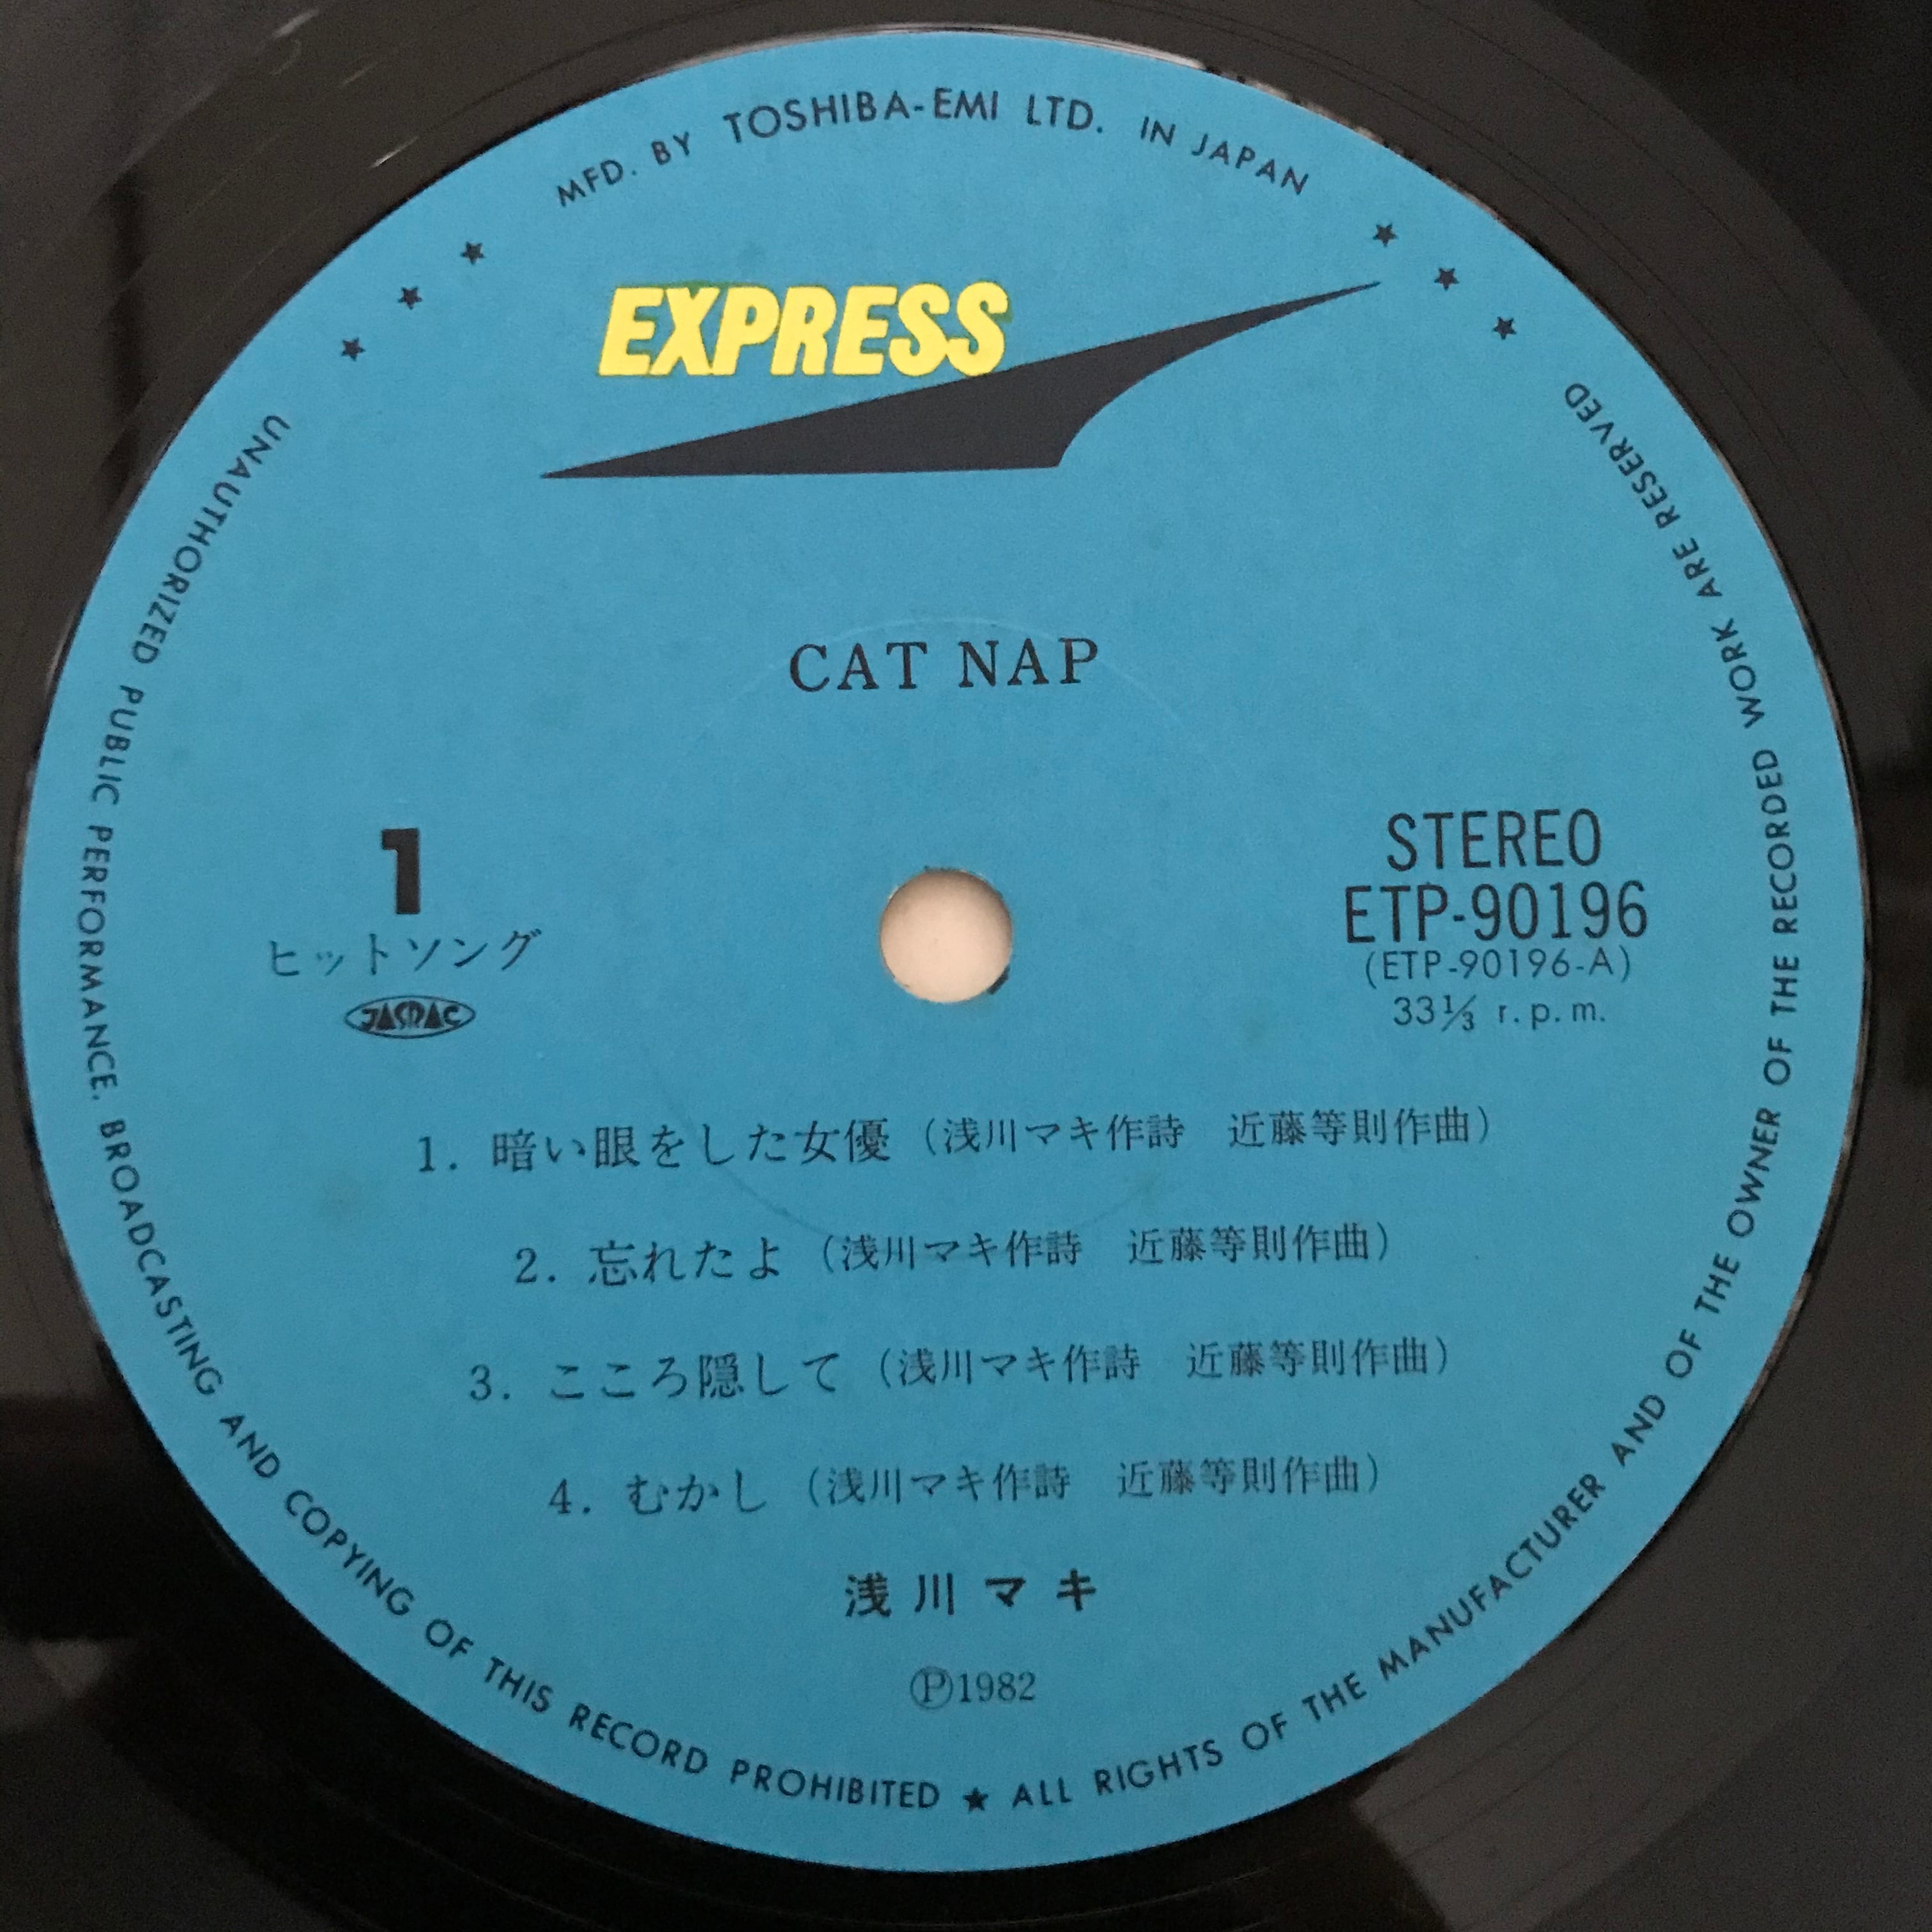 MFD. BY TOSHIBA-EMI LTD. IN JAPAN
EXPRESS
CAT NAP
1
ヒットソング
JASRAC
STEREO
ETP-90196
(ETP-90196-A)
33⅓ r.p.m.
1. 暗い眼をした女優（浅川マキ作詩　近藤等則作曲）
2. 忘れたよ（浅川マキ作詩　近藤等則作曲）
3. こころ隠して（浅川マキ作詩　近藤等則作曲）
4. むかし（浅川マキ作詩　近藤等則作曲）
浅川マキ
Ⓟ1982
UNAUTHORIZED PUBLIC PERFORMANCE. BROADCASTING AND COPYING OF THIS RECORD PROHIBITED ★ ALL RIGHTS OF THE MANUFACTURER AND OF THE OWNER OF THE RECORDED WORK ARE RESERVED